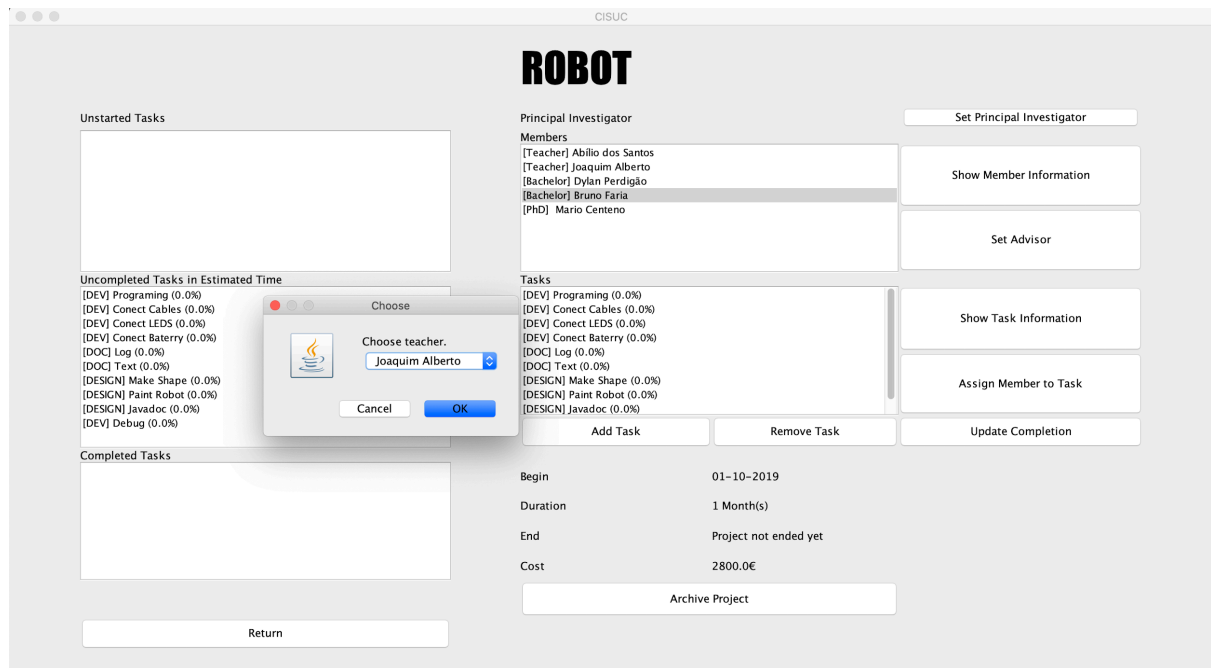 CISUC
ROBOT
Unstarted Tasks
Principal Investigator
Set Principal Investigator
Members
[Teacher] Abílio dos Santos
[Teacher] Joaquim Alberto
[Bachelor] Dylan Perdigão
[Bachelor] Bruno Faria
[PhD] Mario Centeno
Show Member Information
Set Advisor
Uncompleted Tasks in Estimated Time
[DEV] Programing (0.0%)
[DEV] Conect Cables (0.0%)
[DEV] Conect LEDS (0.0%)
[DEV] Conect Baterry (0.0%)
[DOC] Log (0.0%)
[DOC] Text (0.0%)
[DESIGN] Make Shape (0.0%)
[DESIGN] Paint Robot (0.0%)
[DESIGN] Javadoc (0.0%)
[DEV] Debug (0.0%)
Choose
Choose teacher.
Joaquim Alberto
Cancel
OK
Tasks
[DEV] Programing (0.0%)
[DEV] Conect Cables (0.0%)
[DEV] Conect LEDS (0.0%)
[DEV] Conect Baterry (0.0%)
[DOC] Log (0.0%)
[DOC] Text (0.0%)
[DESIGN] Make Shape (0.0%)
[DESIGN] Paint Robot (0.0%)
[DESIGN] Javadoc (0.0%)
Show Task Information
Assign Member to Task
Add Task
Remove Task
Update Completion
Completed Tasks
Begin 01-10-2019
Duration 1 Month(s)
End Project not ended yet
Cost 2800.0€
Archive Project
Return